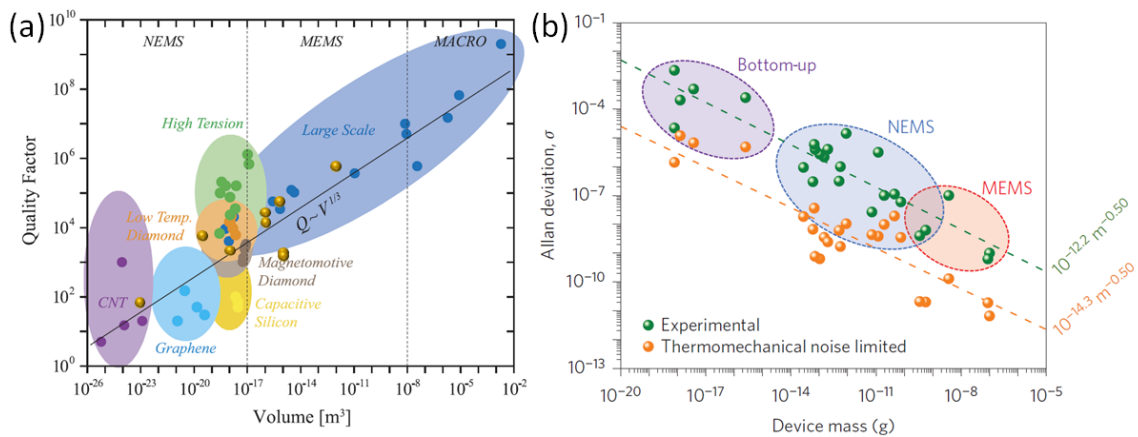 (a)
10^10
10^8
10^6
10^4
10^2
10^0
Quality Factor
NEMS
MEMS
MACRO
High Tension
Large Scale
Low Temp.
Diamond
Q~V^1/3
Magnetomotive
Diamond
CNT
Capacitive
Silicon
Graphene
10^-26
10^-23
10^-20
10^-17
10^-14
10^-11
10^-8
10^-5
10^-2
Volume [m^3]
(b)
10^-1
10^-4
10^-7
10^-10
10^-13
Allan deviation, σ
Bottom-up
NEMS
MEMS
10^-12.2 m^-0.50
10^-14.3 m^-0.50
Experimental
Thermomechanical noise limited
10^-20
10^-17
10^-14
10^-11
10^-8
10^-5
Device mass (g)